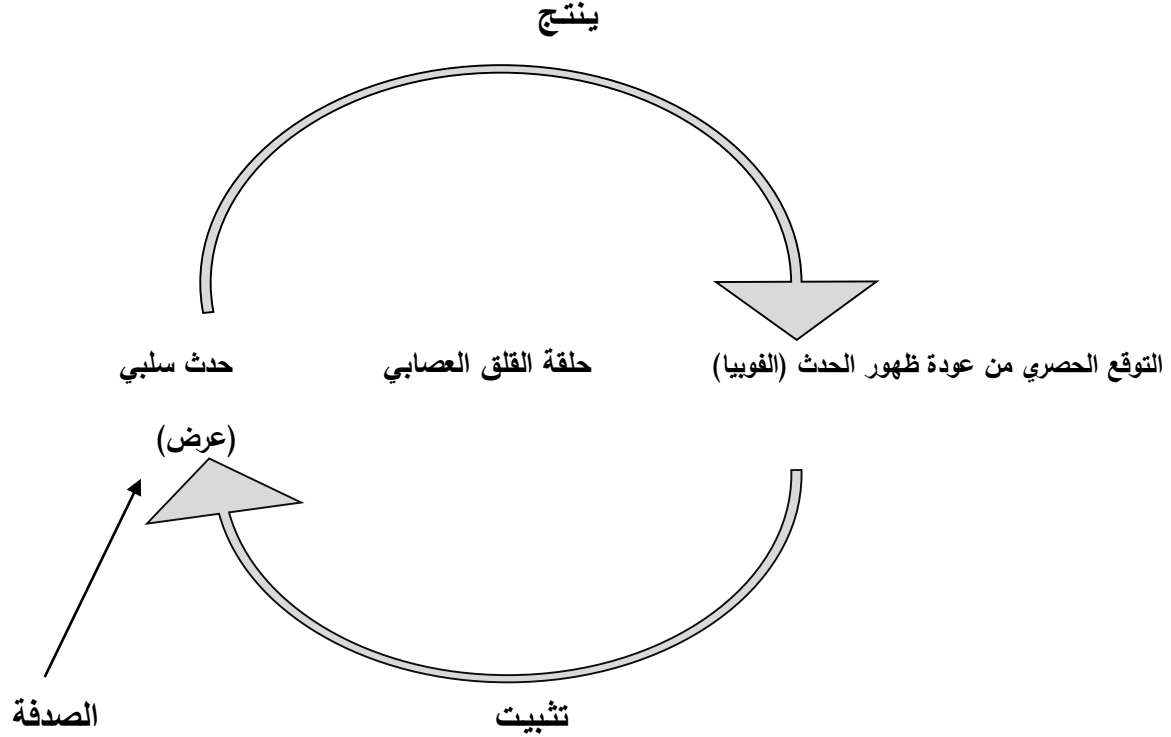 ينتج
التوقع الحصري من عودة ظهور الحدث (الفوبيا)
حلقة القلق العصابي
حدث سلبي
(عرض)
تثبيت
الصدفة